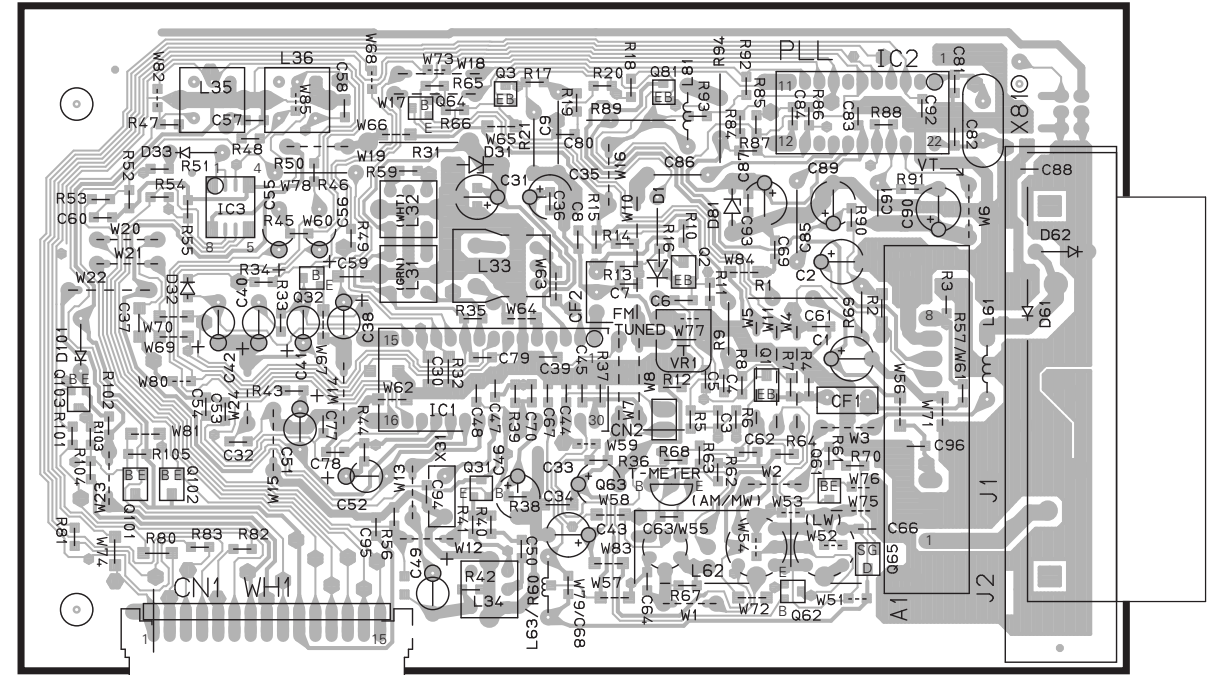 L36
W82
L35
W85
C58
W68
W73
W18
R65
Q3
R17
R20
R18
Q81
L81
R64
R92
PLL
IC2
1
C81
X81
R47
C57
W17
B
Q64
E
R66
EB
R19
R89
EB
R93
R85
11
C84
R86
C83
R88
C92
22
C82
12
D33
R48
W66
W65
R21
C9
C80
R84
R87
R52
R51
1
4
R50
W19
R31
D31
W16
C86
C87
C89
VT
C88
R54
R59
C35
R91
R53
IC3
C55
W78
R46
(WHT)
L32
C31
C36
D1
C91
C90
C60
R45
W60
C56
R15
W10
D81
W6
W20
R55
8
5
C8
R14
R16
R10
C93
C69
C85
R90
D62
W21
R49
Q2
W22
R34
B
C59
(GRN)
L31
L33
W63
R13
EB
W84
C2
D32
C40
R33
Q32
E
CF2
C7
C6
R11
R1
R3
C37
C38
R35
W64
FM
TUNED
W77
W5
W11
W4
C61
R69
R2
8
L61
D61
W70
W69
C42
C41
W67
15
C79
C39
1
C45
R37
VR1
R9
C1
R57/W61
D101
W80
R43
W62
C30
R32
W8
R12
C5
C4
R8
Q1
R7
R4
W56
BE
Q103
R102
C54
C53
W24
W14
16
IC1
C48
C47
R39
C70
C67
C44
30
W7
CN2
R5
C3
R6
EB
CF1
W71
R101
R103
W81
C32
C77
R44
W59
R68
C62
R64
W3
C96
R104
R105
C51
C78
X31
C46
C33
R36
T-METER
R63
R62
R61
R70
W23
BE
BE
Q102
W15
C52
W13
C94
Q31
E
B
R38
C34
Q63
B
E
W2
Q61
BE
W76
W75
J1
Q101
R41
R40
W58
(AM/MW)
W53
R81
R83
R82
C95
R56
C43
C63/W55
W54
(LW)
W52
C66
W74
R80
C49
W12
C50
W83
SG
D
Q65
1
CN1
WH1
R42
L34
L63/R60
W57
L62
E
W79/C68
C64
R67
W1
W72
B
Q62
W51
A1
J2
1
15